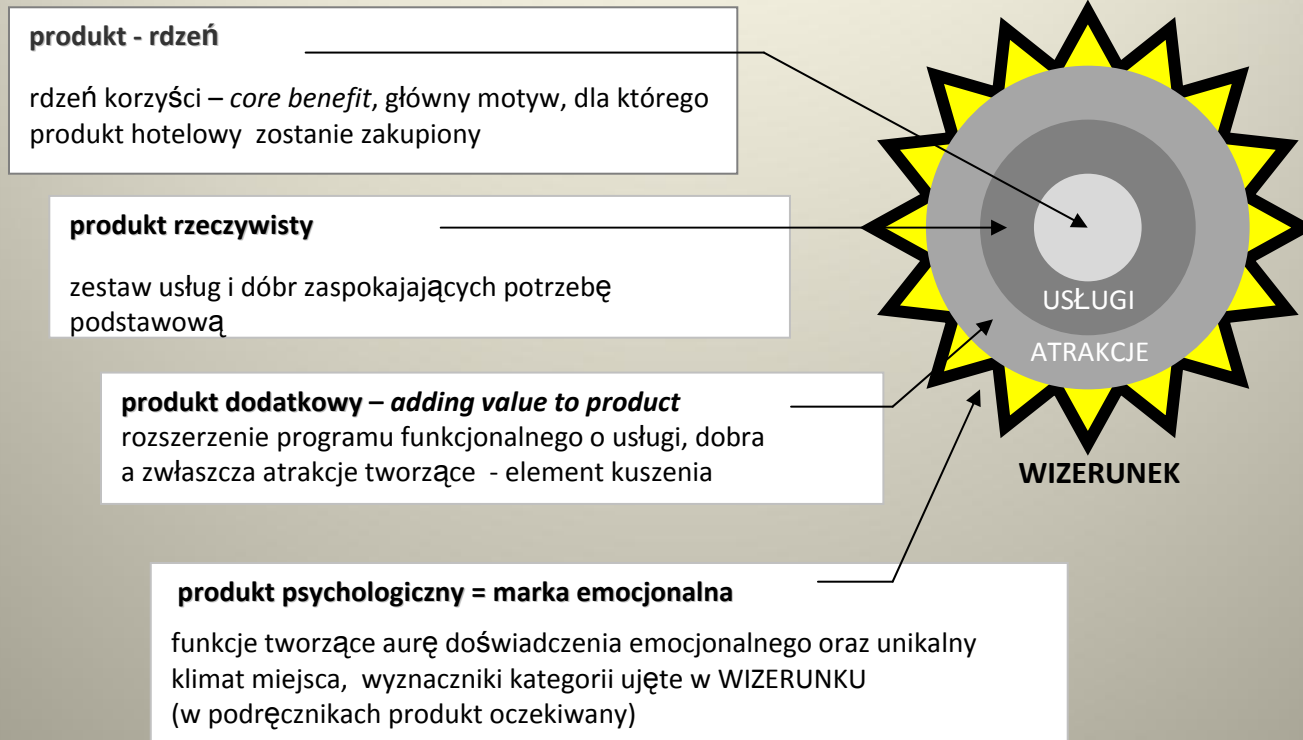 produkt - rdzeń
rdzeń korzyści – core benefit, główny motyw, dla którego
produkt hotelowy zostanie zakupiony
produkt rzeczywisty
zestaw usług i dóbr zaspokajających potrzebę
podstawową
produkt dodatkowy – adding value to product
rozszerzenie programu funkcjonalnego o usługi, dobra
a zwłaszcza atrakcje tworzące - element kuszenia
produkt psychologiczny = marka emocjonalna
funkcje tworzące aurę doświadczenia emocjonalnego oraz unikalny
klimat miejsca, wyznaczniki kategorii ujęte w WIZERUNKU
(w podręcznikach produkt oczekiwany)
USŁUGI
ATRAKCJE
WIZERUNEK